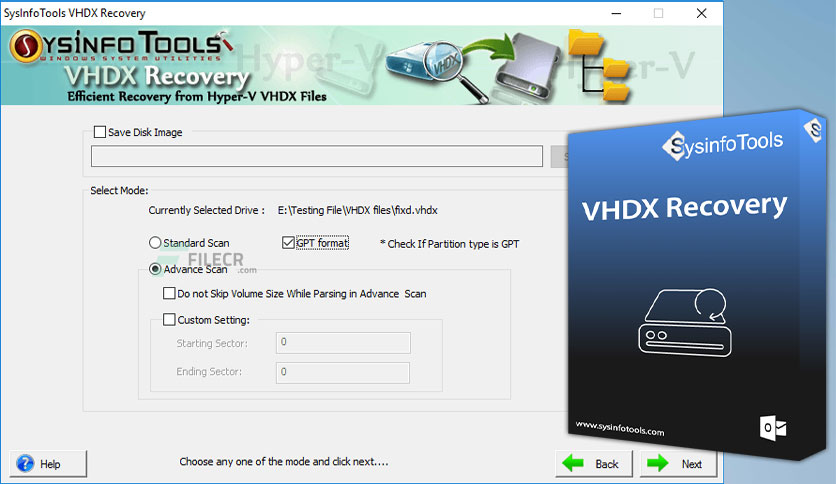 SysInfoTools VHDX Recovery
SYSINFO TOOLS
WINDOWS SYSTEM UTILITIES
Hyper-V
VHDX
Hyper-V
VHDX Recovery
Efficient Recovery from Hyper-V VHDX Files
Save Disk Image
S
Select Mode:
Currently Selected Drive : E:\Testing File\VHDX files\fixd.vhdx
Standard Scan
GPT format
* Check If Partition type is GPT
FILECR
.com
Advance Scan
Do not Skip Volume Size While Parsing in Advance Scan
Custom Setting:
Starting Sector: 0
Ending Sector: 0
Help
Choose any one of the mode and click next....
Back
Next
SysinfoTools
S
VHDX Recovery
www.sysinfotools.com